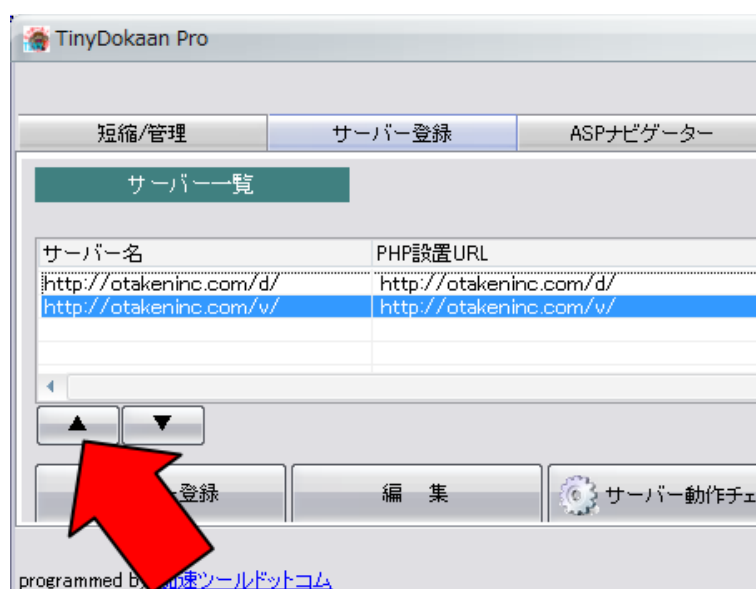 TinyDokaan Pro
短縮/管理 サーバー登録 ASPナビゲーター
サーバー一覧
サーバー名 PHP設置URL
http://otakeninc.com/d/ http://otakeninc.com/d/
http://otakeninc.com/v/ http://otakeninc.com/v/
▲ ▼
登録 編 集 サーバー動作チェ
programmed by 加速ツールドットコム